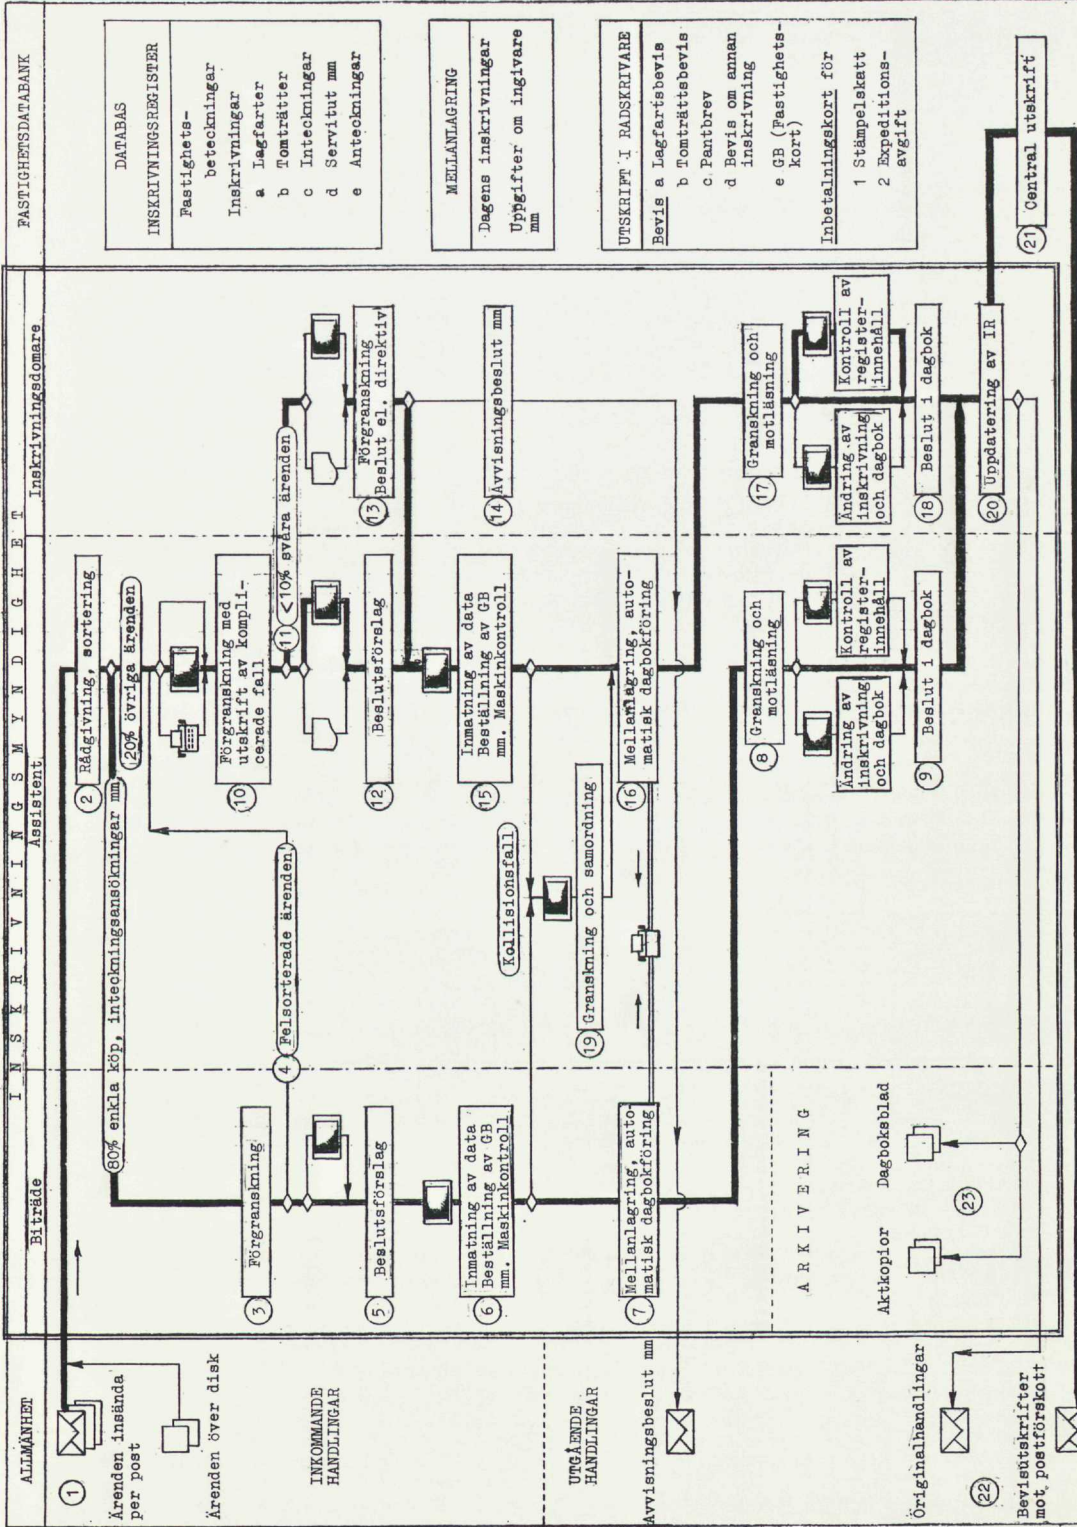 ALLMÄNHET
INSKRIVNINGSMYNDIGHET
Biträde
Assistent
Inskrivningsdomare
FASTIGHETSDATABANK
1
Ärenden insända
per post
Ärenden över disk
INKOMMANDE
HANDLINGAR
UTGÅENDE
HANDLINGAR
Avvisningsbeslut mm
Originalhandlingar
22
Bevisutskrifter
mot postförskott
80% enkla köp, inteckningsansökningar mm
3
Förgranskning
4
Felsorterade ärenden
5
Beslutsförslag
6
Inmatning av data
Beställning av GB
mm. Maskinkontroll
7
Mellanlagring, auto-
matisk dagbokföring
ARKIVERING
Aktkopior
Dagboksblad
23
2
Rådgivning, sortering
20% övriga ärenden
10
Förgranskning med
utskrift av kompli-
cerade fall
11
<10% svåra ärenden
12
Beslutsförslag
15
Inmatning av data
Beställning av GB
mm. Maskinkontroll
Kollisionsfall
19
Granskning och samordning
16
Mellanlagring, auto-
matisk dagbokföring
8
Granskning och
motläsning
Ändring av
inskrivning
och dagbok
Kontroll av
register-
innehåll
9
Beslut i dagbok
13
Förgranskning
Beslut el. direktiv
14
Avvisningsbeslut mm
17
Granskning och
motläsning
Ändring av
inskrivning
och dagbok
Kontroll av
register-
innehåll
18
Beslut i dagbok
20
Uppdatering av IR
21
Central utskrift
DATABAS
INSKRIVNINGSREGISTER
Fastighets-
beteckningar
Inskrivningar
a Lagfarter
b Tomträtter
c Inteckningar
d Servitut mm
e Anteckningar
MELLANLAGRING
Dagens inskrivningar
Uppgifter om ingivare
mm
UTSKRIFT I RADSKRIVARE
Bevis a Lagfartsbevis
b Tomträttsbevis
c Pantbrev
d Bevis om annan
inskrivning
e GB (Fastighets-
kort)
Inbetalningskort för
1 Stämpelskatt
2 Expeditions-
avgift